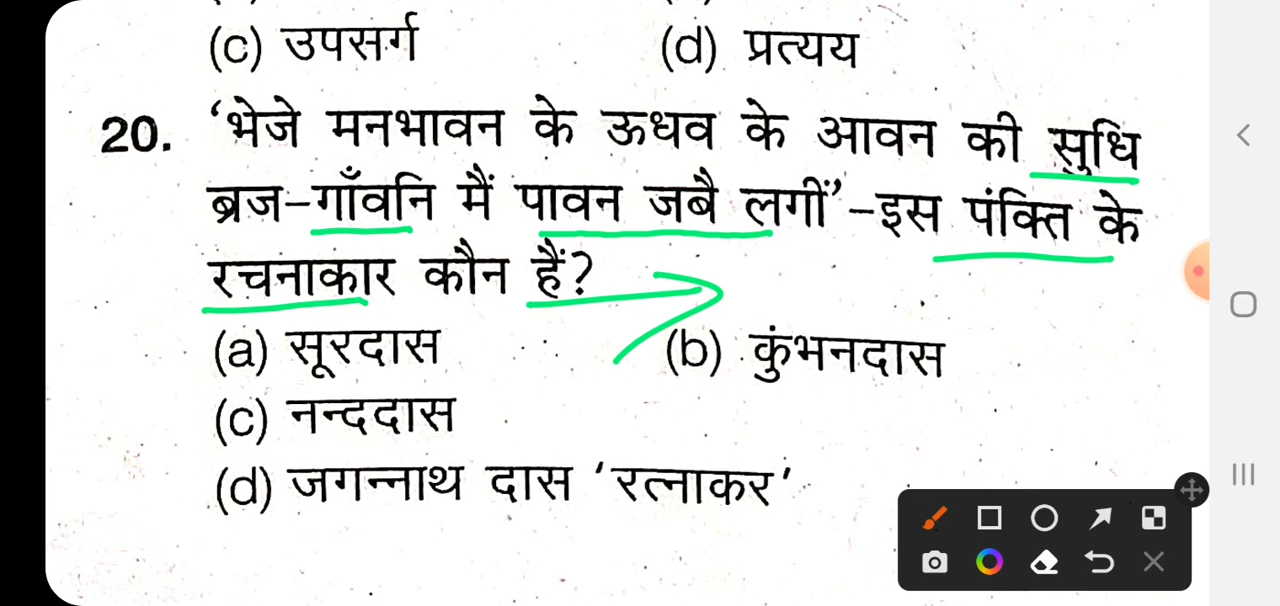 (c) उपसर्ग (d) प्रत्यय
20. ‘भेजे मनभावन के ऊधव के आवन की सुधि
ब्रज–गाँवनि मैं पावन जबै लगीं’–इस पंक्ति के
रचनाकार कौन हैं?
(a) सूरदास (b) कुंभनदास
(c) नन्ददास
(d) जगन्नाथ दास ‘रत्नाकर’